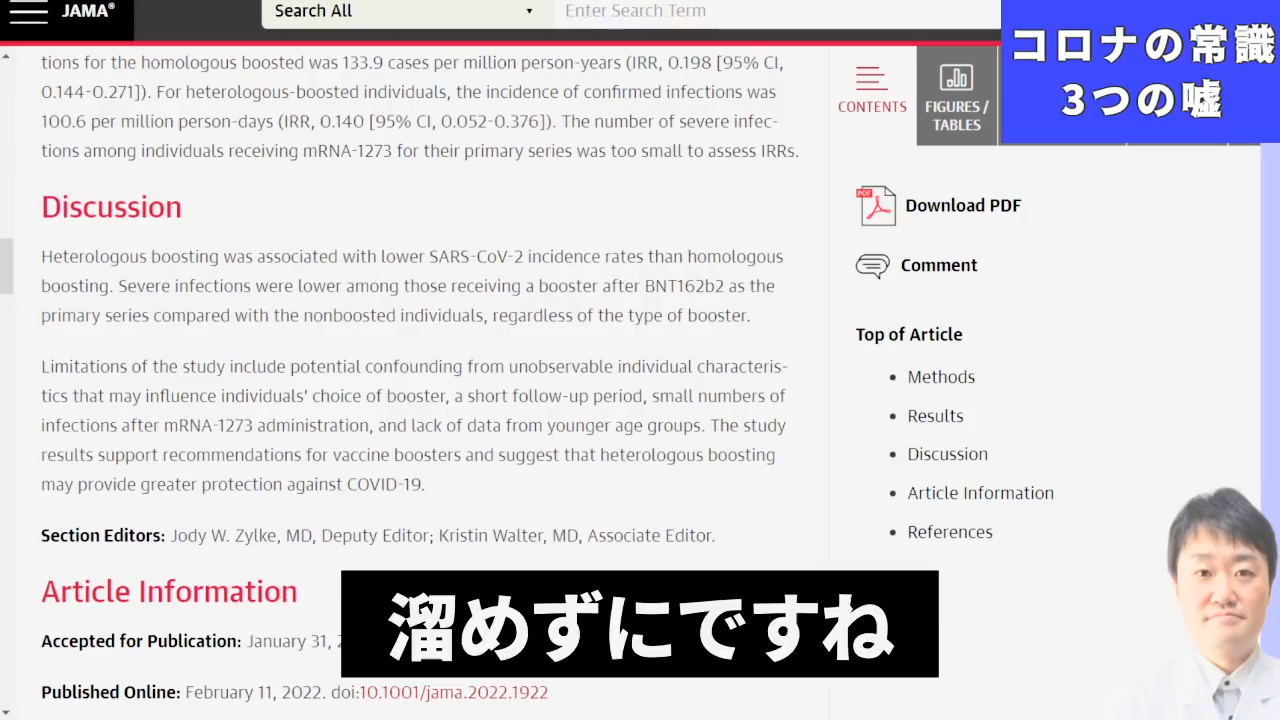 JAMA®
Search All
Enter Search Term
コロナの常識
3つの嘘
tions for the homologous boosted was 133.9 cases per million person-years (IRR, 0.198 [95% CI,
0.144-0.271]). For heterologous-boosted individuals, the incidence of confirmed infections was
100.6 per million person-days (IRR, 0.140 [95% CI, 0.052-0.376]). The number of severe infec-
tions among individuals receiving mRNA-1273 for their primary series was too small to assess IRRs.
Discussion
Heterologous boosting was associated with lower SARS-CoV-2 incidence rates than homologous
boosting. Severe infections were lower among those receiving a booster after BNT162b2 as the
primary series compared with the nonboosted individuals, regardless of the type of booster.
Limitations of the study include potential confounding from unobservable individual characteris-
tics that may influence individuals' choice of booster, a short follow-up period, small numbers of
infections after mRNA-1273 administration, and lack of data from younger age groups. The study
results support recommendations for vaccine boosters and suggest that heterologous boosting
may provide greater protection against COVID-19.
Section Editors: Jody W. Zylke, MD, Deputy Editor; Kristin Walter, MD, Associate Editor.
Article Information
Accepted for Publication: January 31,
Published Online: February 11, 2022. doi:10.1001/jama.2022.1922
CONTENTS
FIGURES /
TABLES
PDF
Download PDF
Comment
Top of Article
• Methods
• Results
• Discussion
• Article Information
• References
溜めずにですね